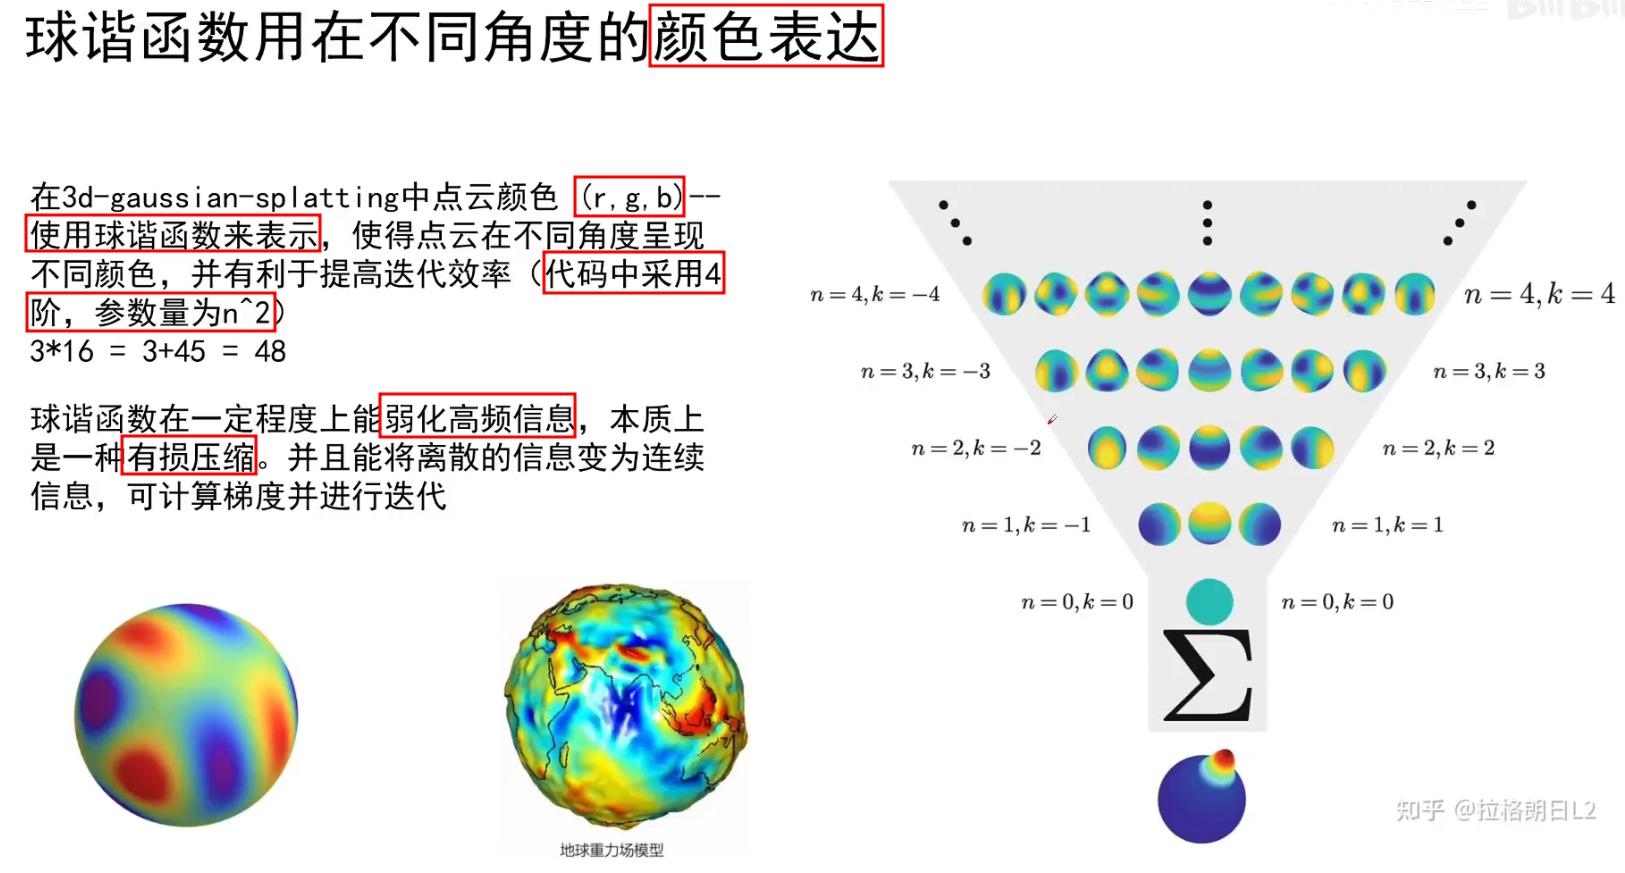 球谐函数用在不同角度的颜色表达
在3d-gaussian-splatting中点云颜色 (r,g,b)--
使用球谐函数来表示，使得点云在不同角度呈现
不同颜色，并有利于提高迭代效率（代码中采用4
阶，参数量为n^2）
3*16 = 3+45 = 48
球谐函数在一定程度上能弱化高频信息，本质上
是一种有损压缩。并且能将离散的信息变为连续
信息，可计算梯度并进行迭代
地球重力场模型
n = 4, k = −4
n = 4, k = 4
n = 3, k = −3
n = 3, k = 3
n = 2, k = −2
n = 2, k = 2
n = 1, k = −1
n = 1, k = 1
n = 0, k = 0
n = 0, k = 0
Σ
知乎 @拉格朗日L2